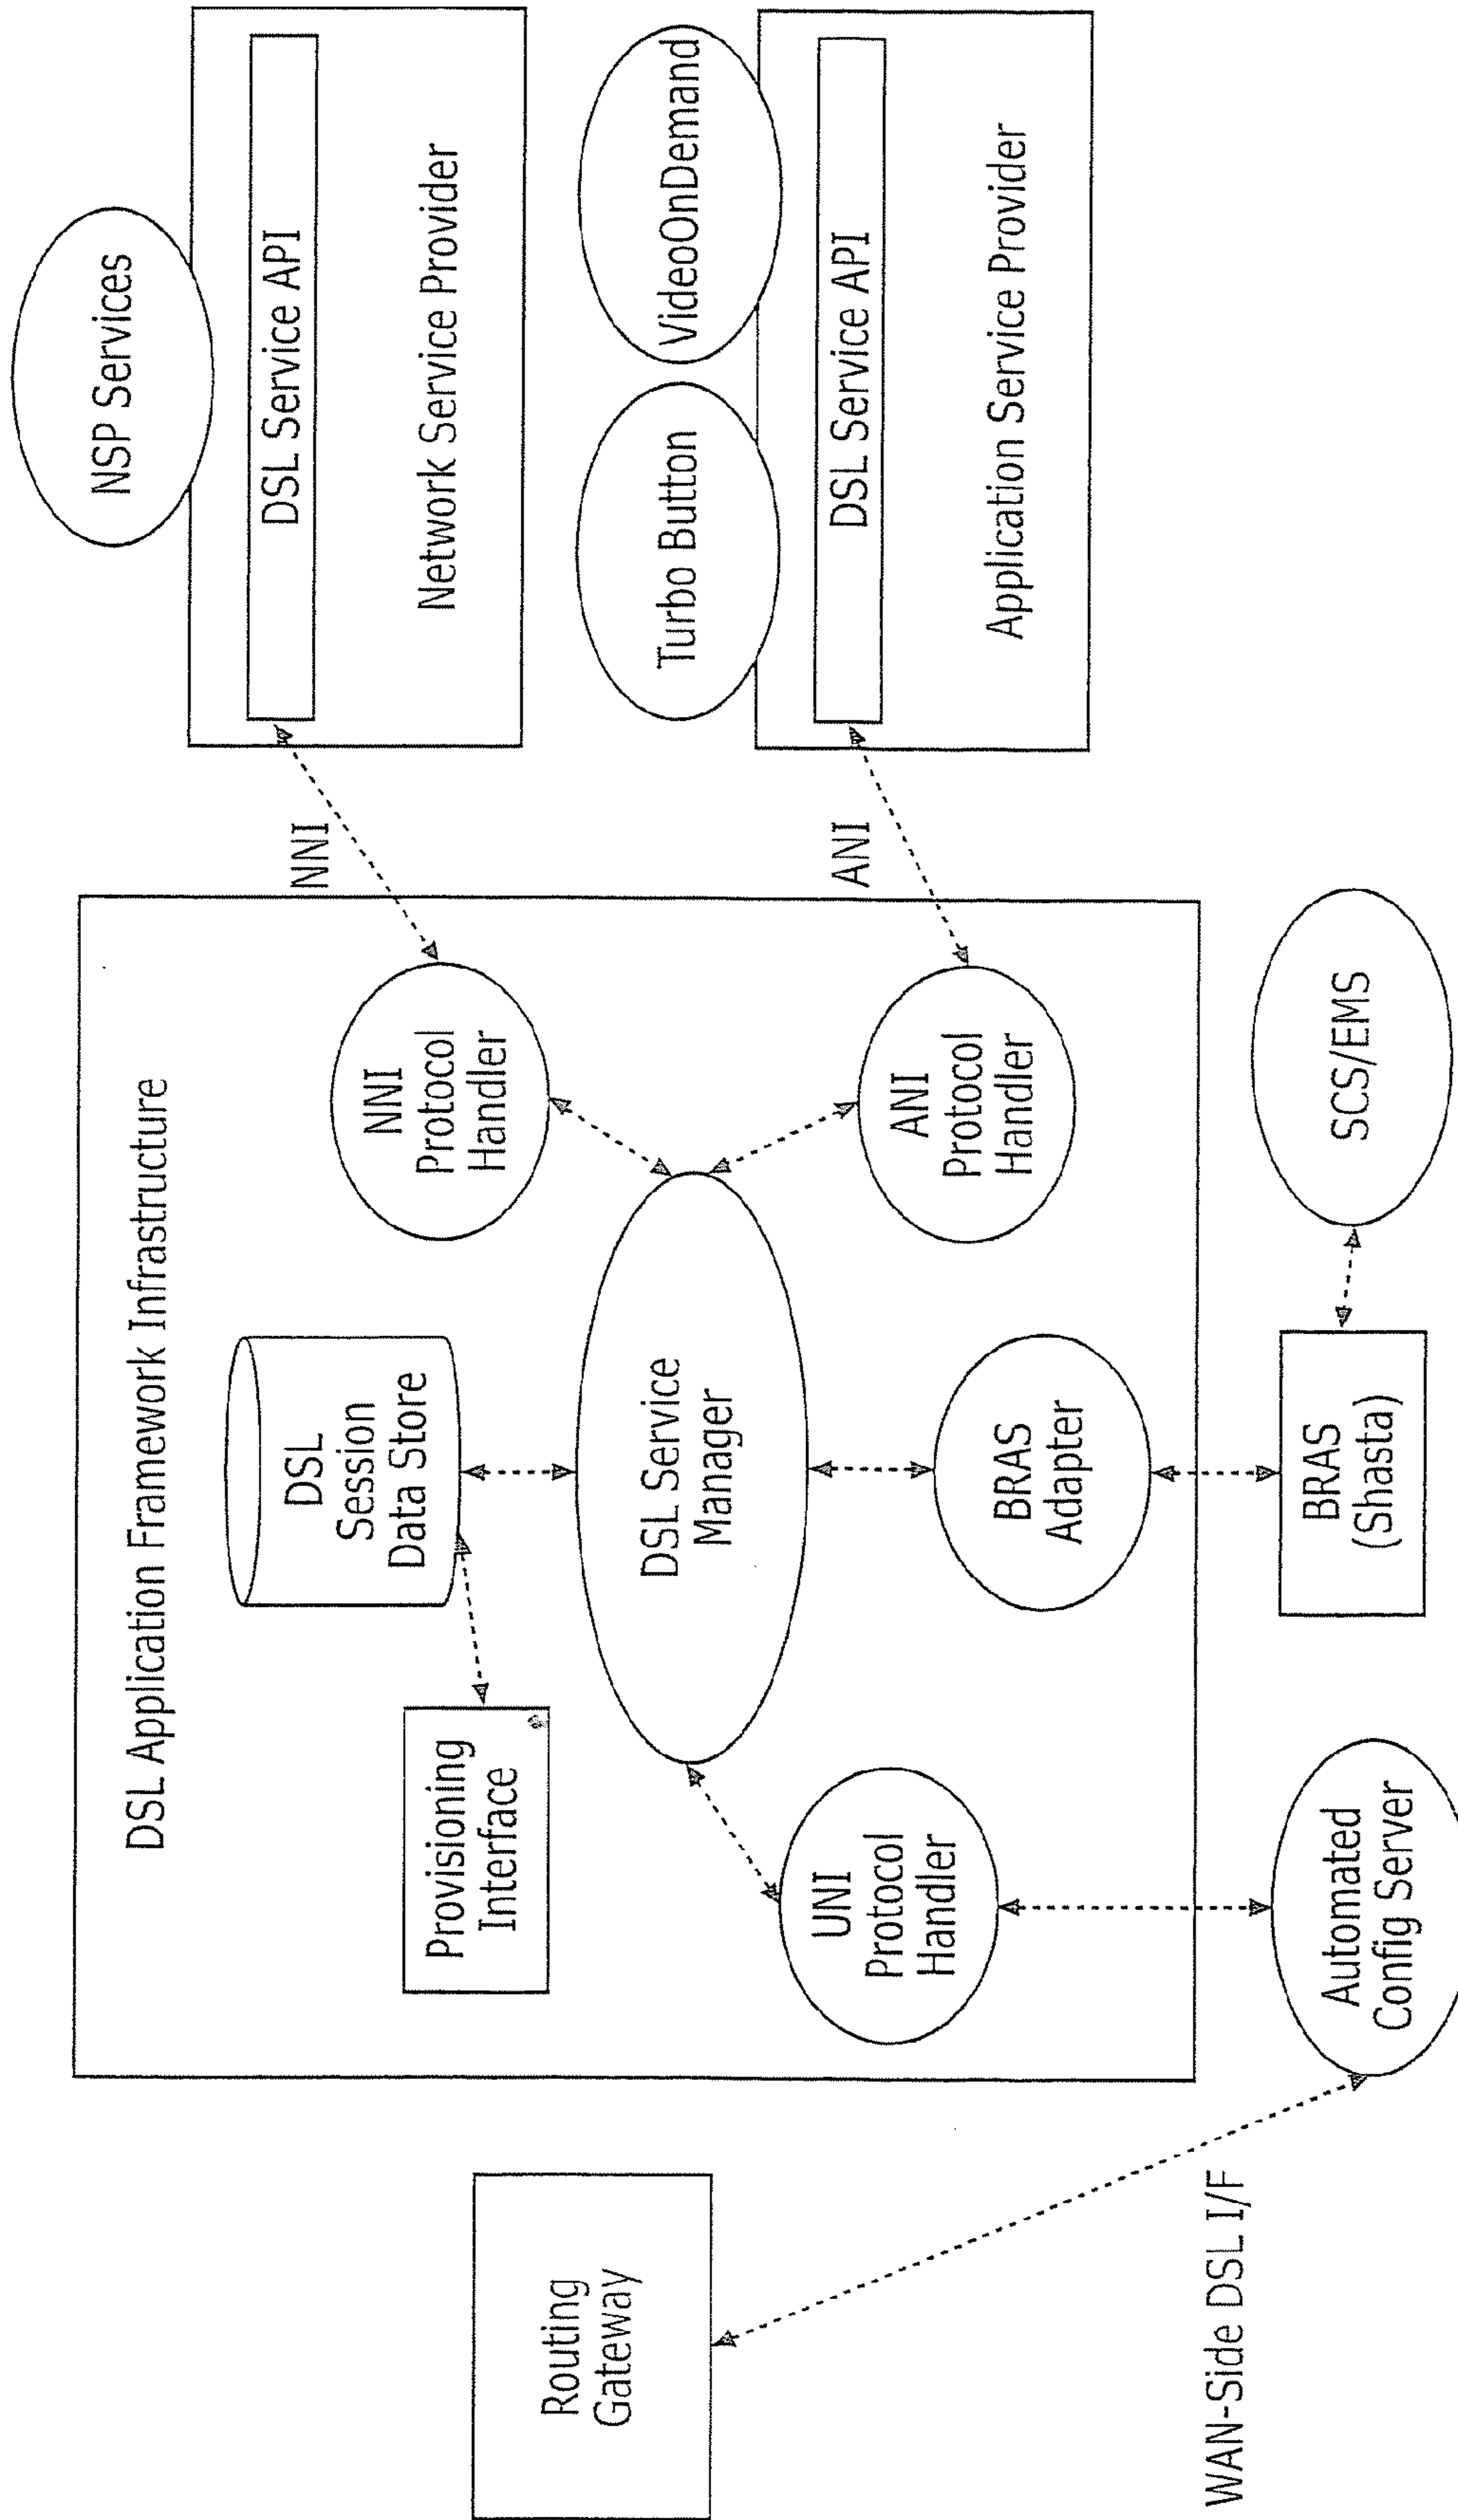 NSP Services
DSL Service API
Network Service Provider
NNI
Turbo Button
VideoOnDemand
DSL Service API
Application Service Provider
ANI
DSL Application Framework Infrastructure
DSL
Session
Data Store
Provisioning
Interface
NNI
Protocol
Handler
DSL Service
Manager
UNI
Protocol
Handler
BRAS
Adapter
ANI
Protocol
Handler
Routing
Gateway
WAN-Side DSL I/F
Automated
Config Server
BRAS
(Shasta)
SCS/EMS